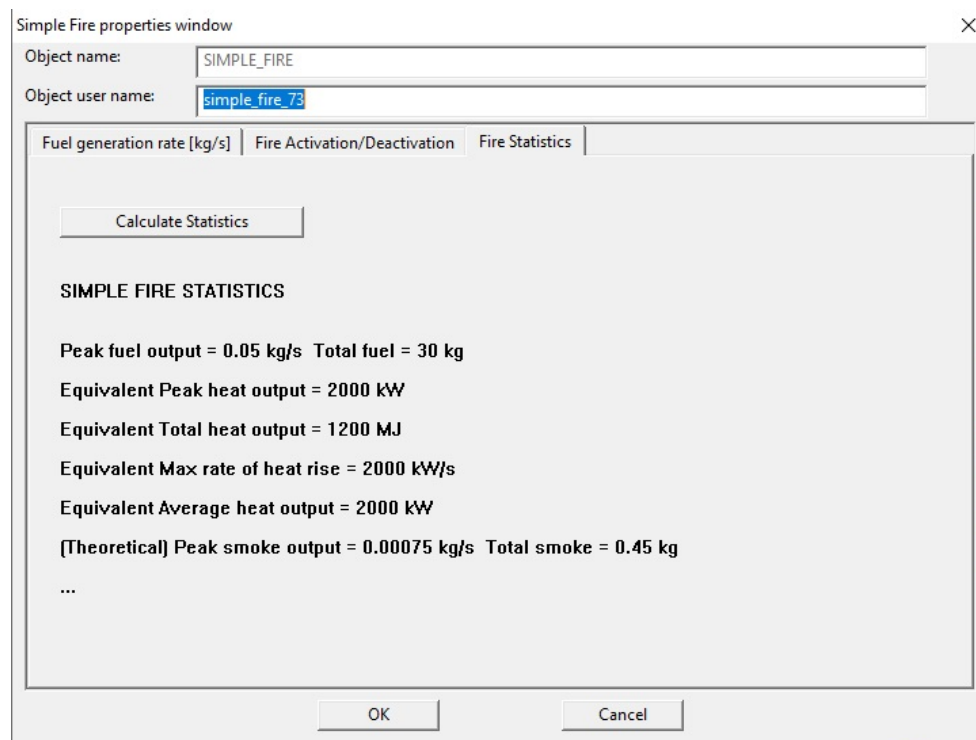 Simple Fire properties window
Object name: SIMPLE_FIRE
Object user name: simple_fire_73
Fuel generation rate [kg/s] Fire Activation/Deactivation Fire Statistics
Calculate Statistics
SIMPLE FIRE STATISTICS
Peak fuel output = 0.05 kg/s Total fuel = 30 kg
Equivalent Peak heat output = 2000 kW
Equivalent Total heat output = 1200 MJ
Equivalent Max rate of heat rise = 2000 kW/s
Equivalent Average heat output = 2000 kW
(Theoretical) Peak smoke output = 0.00075 kg/s Total smoke = 0.45 kg
...
OK Cancel